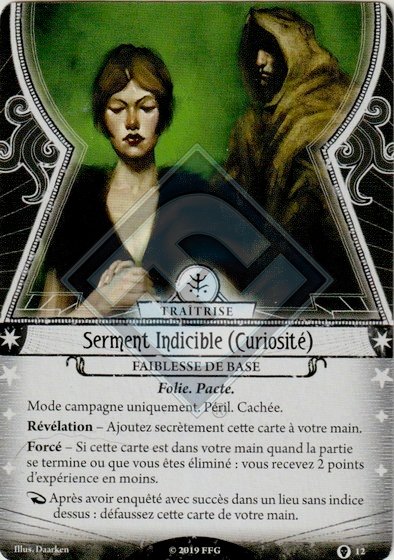 TRAÎTRISE
Serment Indicible (Curiosité)
FAIBLESSE DE BASE
Folie. Pacte.
Mode campagne uniquement. Péril. Cachée.
Révélation – Ajoutez secrètement cette carte à votre main.
Forcé – Si cette carte est dans votre main quand la partie
se termine ou que vous êtes éliminé : vous recevez 2 points
d'expérience en moins.
Après avoir enquêté avec succès dans un lieu sans indice
dessus : défaussez cette carte de votre main.
Illus. Daarken © 2019 FFG 12